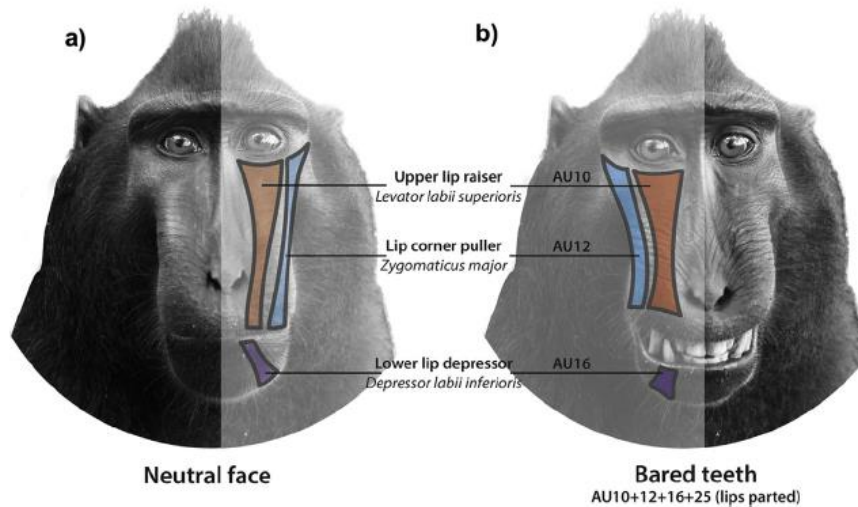 a)
b)
Upper lip raiser
Levator labii superioris
AU10
Lip corner puller
Zygomaticus major
AU12
Lower lip depressor
Depressor labii inferioris
AU16
Neutral face
Bared teeth
AU10+12+16+25 (lips parted)